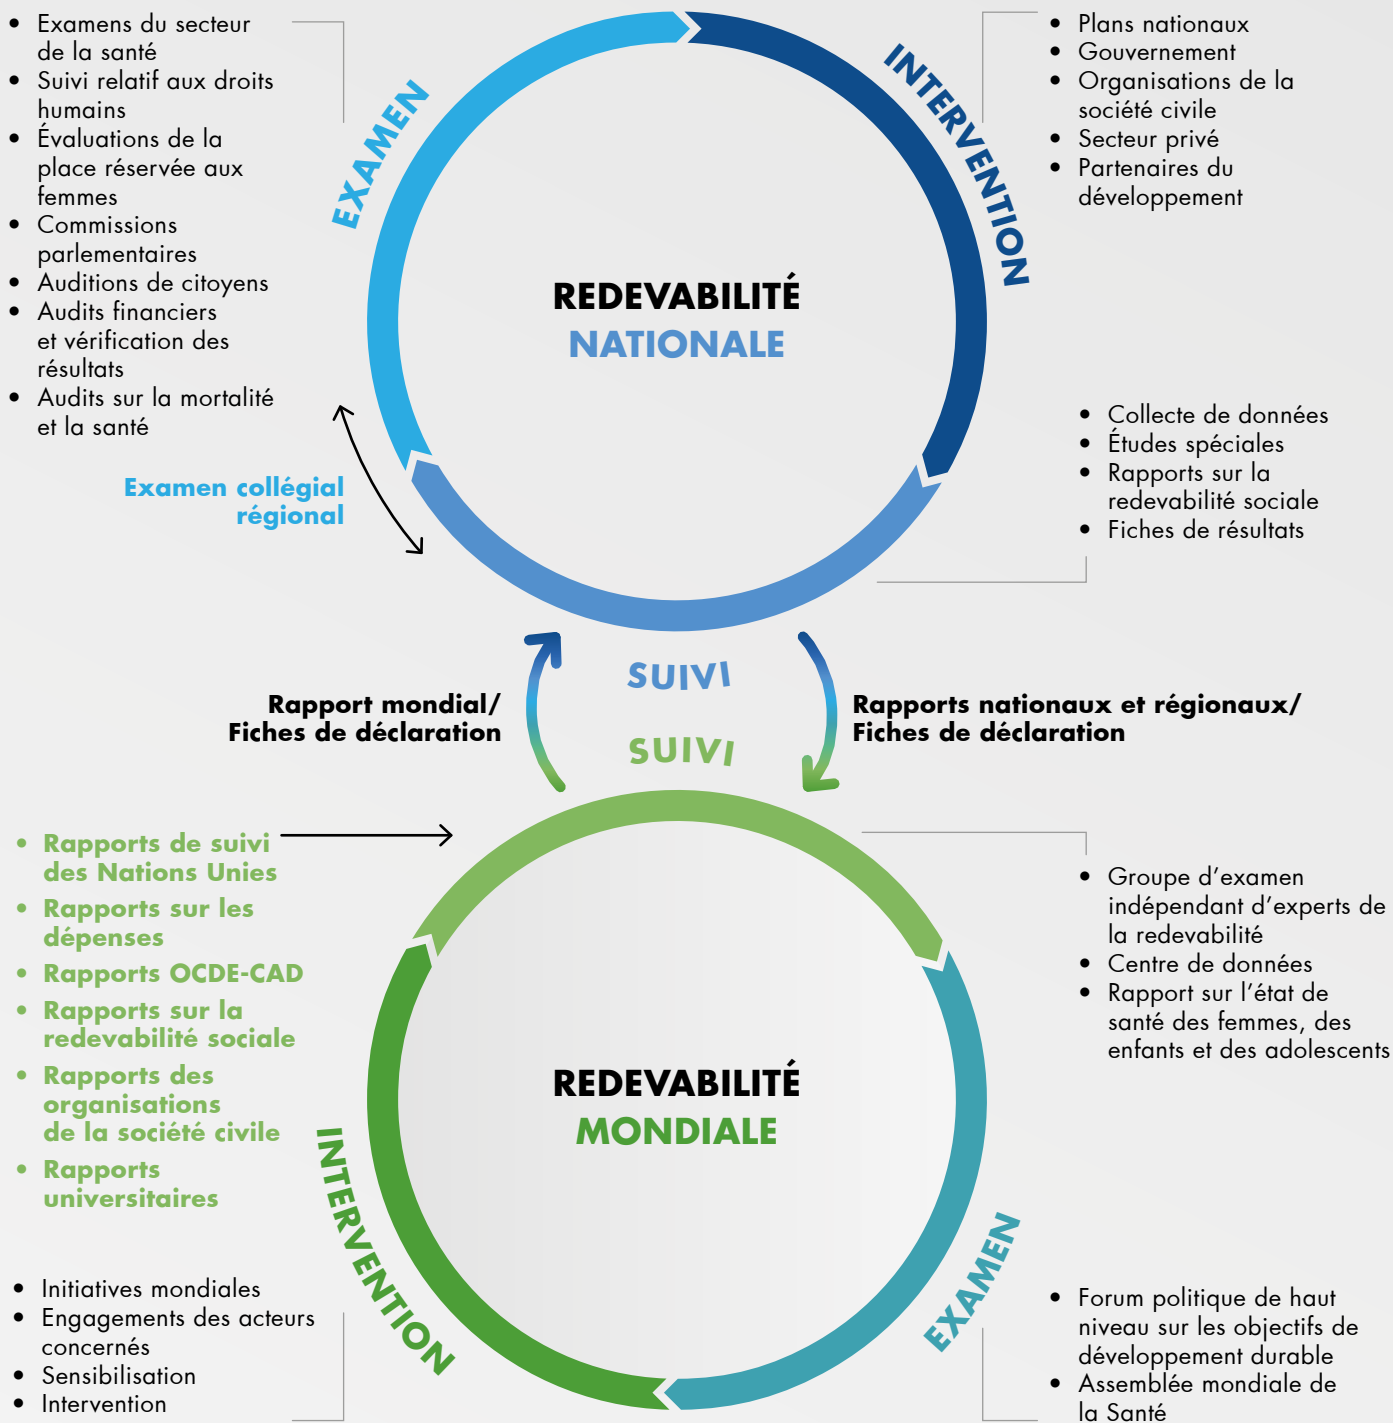 • Examens du secteur
de la santé
• Suivi relatif aux droits
humains
• Évaluations de la
place réservée aux
femmes
• Commissions
parlementaires
• Auditions de citoyens
• Audits financiers
et vérification des
résultats
• Audits sur la mortalité
et la santé
EXAMEN
INTERVENTION
• Plans nationaux
• Gouvernement
• Organisations de la
société civile
• Secteur privé
• Partenaires du
développement
REDEVABILITÉ
NATIONALE
Examen collégial
régional
• Collecte de données
• Études spéciales
• Rapports sur la
redevabilité sociale
• Fiches de résultats
SUIVI
Rapport mondial/
Fiches de déclaration
Rapports nationaux et régionaux/
Fiches de déclaration
SUIVI
• Rapports de suivi
des Nations Unies
• Rapports sur les
dépenses
• Rapports OCDE-CAD
• Rapports sur la
redevabilité sociale
• Rapports des
organisations
de la société civile
• Rapports
universitaires
• Groupe d’examen
indépendant d’experts de
la redevabilité
• Centre de données
• Rapport sur l’état de
santé des femmes, des
enfants et des adolescents
REDEVABILITÉ
MONDIALE
INTERVENTION
EXAMEN
• Initiatives mondiales
• Engagements des acteurs
concernés
• Sensibilisation
• Intervention
• Forum politique de haut
niveau sur les objectifs de
développement durable
• Assemblée mondiale de
la Santé